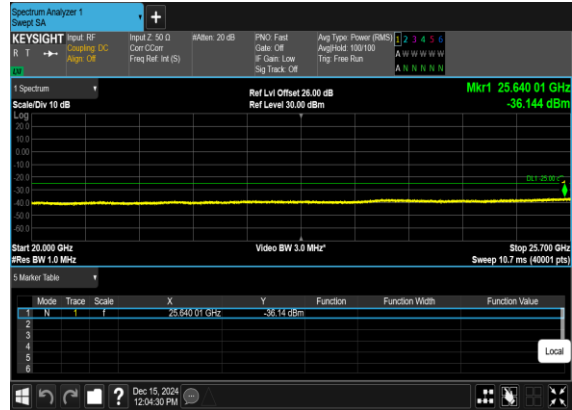 Spectrum Analyzer 1
Swept SA
+
KEYSIGHT
R T
Input: RF
Coupling: DC
Align: Off
Input Z: 50 Ω
Corr CCorr
Freq Ref: Int (S)
#Atten: 20 dB
PNO: Fast
Gate: Off
IF Gain: Low
Sig Track: Off
Avg Type: Power (RMS)
Avg|Hold: 100/100
Trig: Free Run
1 2 3 4 5 6
A W W W W W
A N N N N N
1 Spectrum
Scale/Div 10 dB
Ref Lvl Offset 26.00 dB
Ref Level 30.00 dBm
Mkr1 25.640 01 GHz
-36.144 dBm
Log
20.0
10.0
0.00
-10.0
-20.0
-30.0
-40.0
-50.0
-60.0
1
Start 20.000 GHz
#Res BW 1.0 MHz
Video BW 3.0 MHz*
Stop 25.700 GHz
Sweep 10.7 ms (40001 pts)
5 Marker Table
Mode Trace Scale X Y Function Function Width Function Value
1 N 1 f 25.640 01 GHz -36.14 dBm
2
3
4
5
6
Local
?
Dec 15, 2024
12:04:30 PM